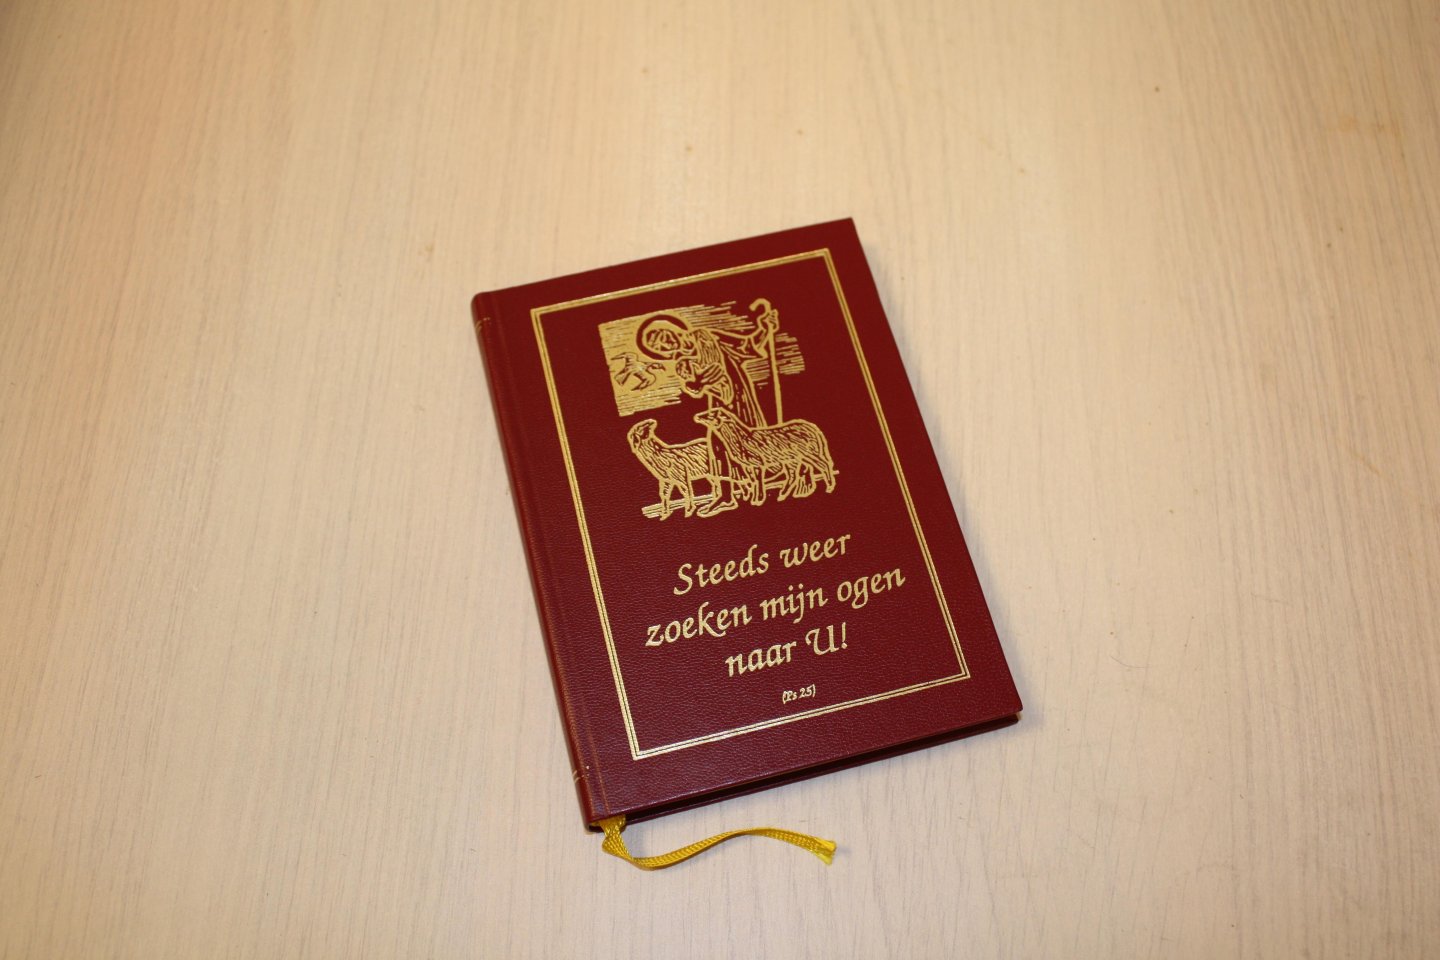 Steeds weer
zoeken mijn ogen
naar U!
(Ps 25)